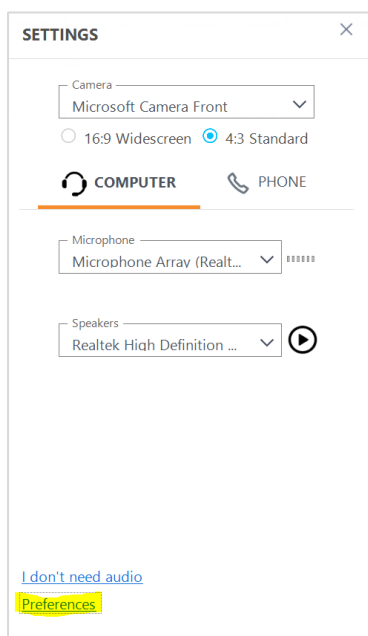 SETTINGS
Camera
Microsoft Camera Front
16:9 Widescreen 4:3 Standard
COMPUTER PHONE
Microphone
Microphone Array (Realt...
Speakers
Realtek High Definition ...
I don't need audio
Preferences